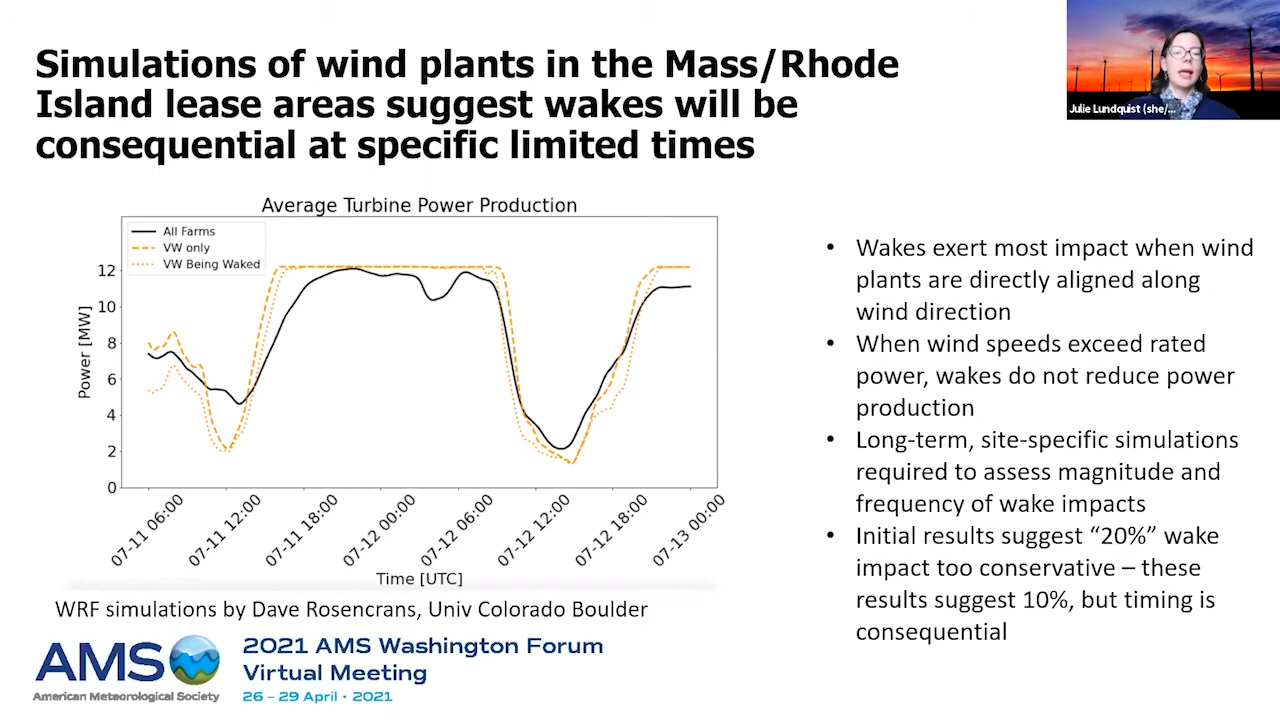 Simulations of wind plants in the Mass/Rhode
Island lease areas suggest wakes will be
consequential at specific limited times
Julie Lundquist (she/...
Average Turbine Power Production
All Farms
VW only
VW Being Waked
12
10
8
6
4
2
0
Power [MW]
07-11 06:00
07-11 12:00
07-11 18:00
07-12 00:00
07-12 06:00
07-12 12:00
07-12 18:00
07-13 00:00
Time [UTC]
WRF simulations by Dave Rosencrans, Univ Colorado Boulder
• Wakes exert most impact when wind
plants are directly aligned along
wind direction
• When wind speeds exceed rated
power, wakes do not reduce power
production
• Long-term, site-specific simulations
required to assess magnitude and
frequency of wake impacts
• Initial results suggest “20%” wake
impact too conservative – these
results suggest 10%, but timing is
consequential
AMS
American Meteorological Society
2021 AMS Washington Forum
Virtual Meeting
26 – 29 April · 2021